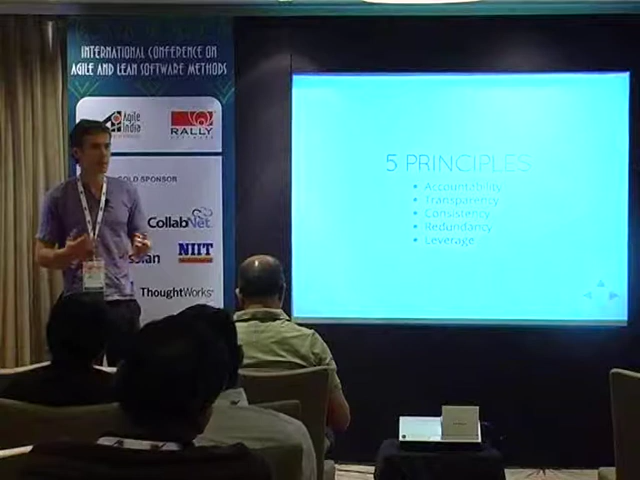 INTERNATIONAL CONFERENCE ON
AGILE AND LEAN SOFTWARE METHODS
Agile
India
RALLY
GOLD SPONSOR
CollabNet
ssian
NIIT
ThoughtWorks
5 PRINCIPLES
• Accountability
• Transparency
• Consistency
• Redundancy
• Leverage